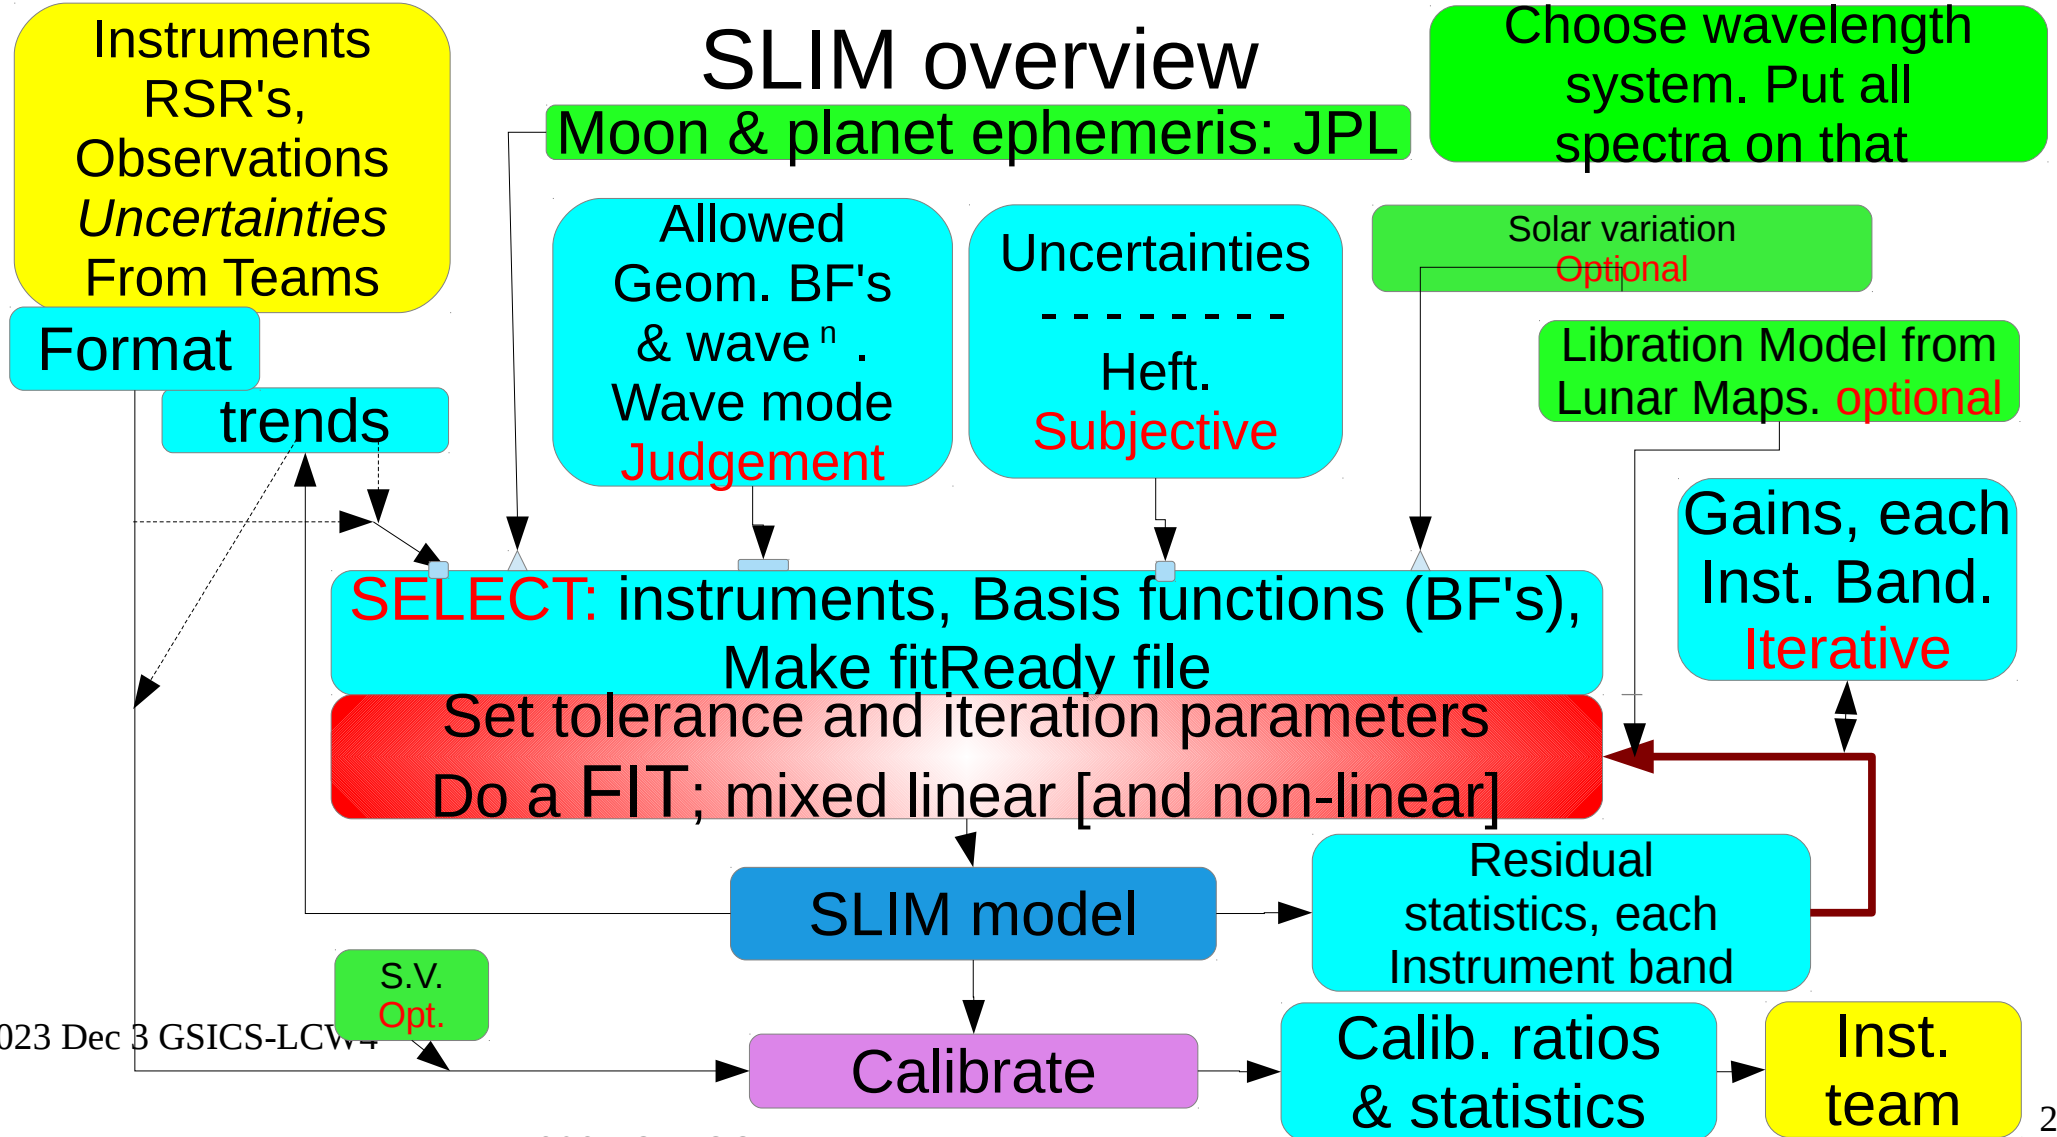 SLIM overview
Instruments
RSR's,
Observations
Uncertainties
From Teams
Format
trends
Moon & planet ephemeris: JPL
Choose wavelength
system. Put all
spectra on that
Allowed
Geom. BF's
& wave n .
Wave mode
Judgement
Uncertainties
- - - - - - - -
Heft.
Subjective
Solar variation
Optional
Libration Model from
Lunar Maps. optional
Gains, each
Inst. Band.
Iterative
SELECT: instruments, Basis functions (BF's),
Make fitReady file
Set tolerance and iteration parameters
Do a FIT; mixed linear [and non-linear]
SLIM model
Residual
statistics, each
Instrument band
S.V.
Opt.
023 Dec 3 GSICS-LCW4
Calibrate
Calib. ratios
& statistics
Inst.
team
2